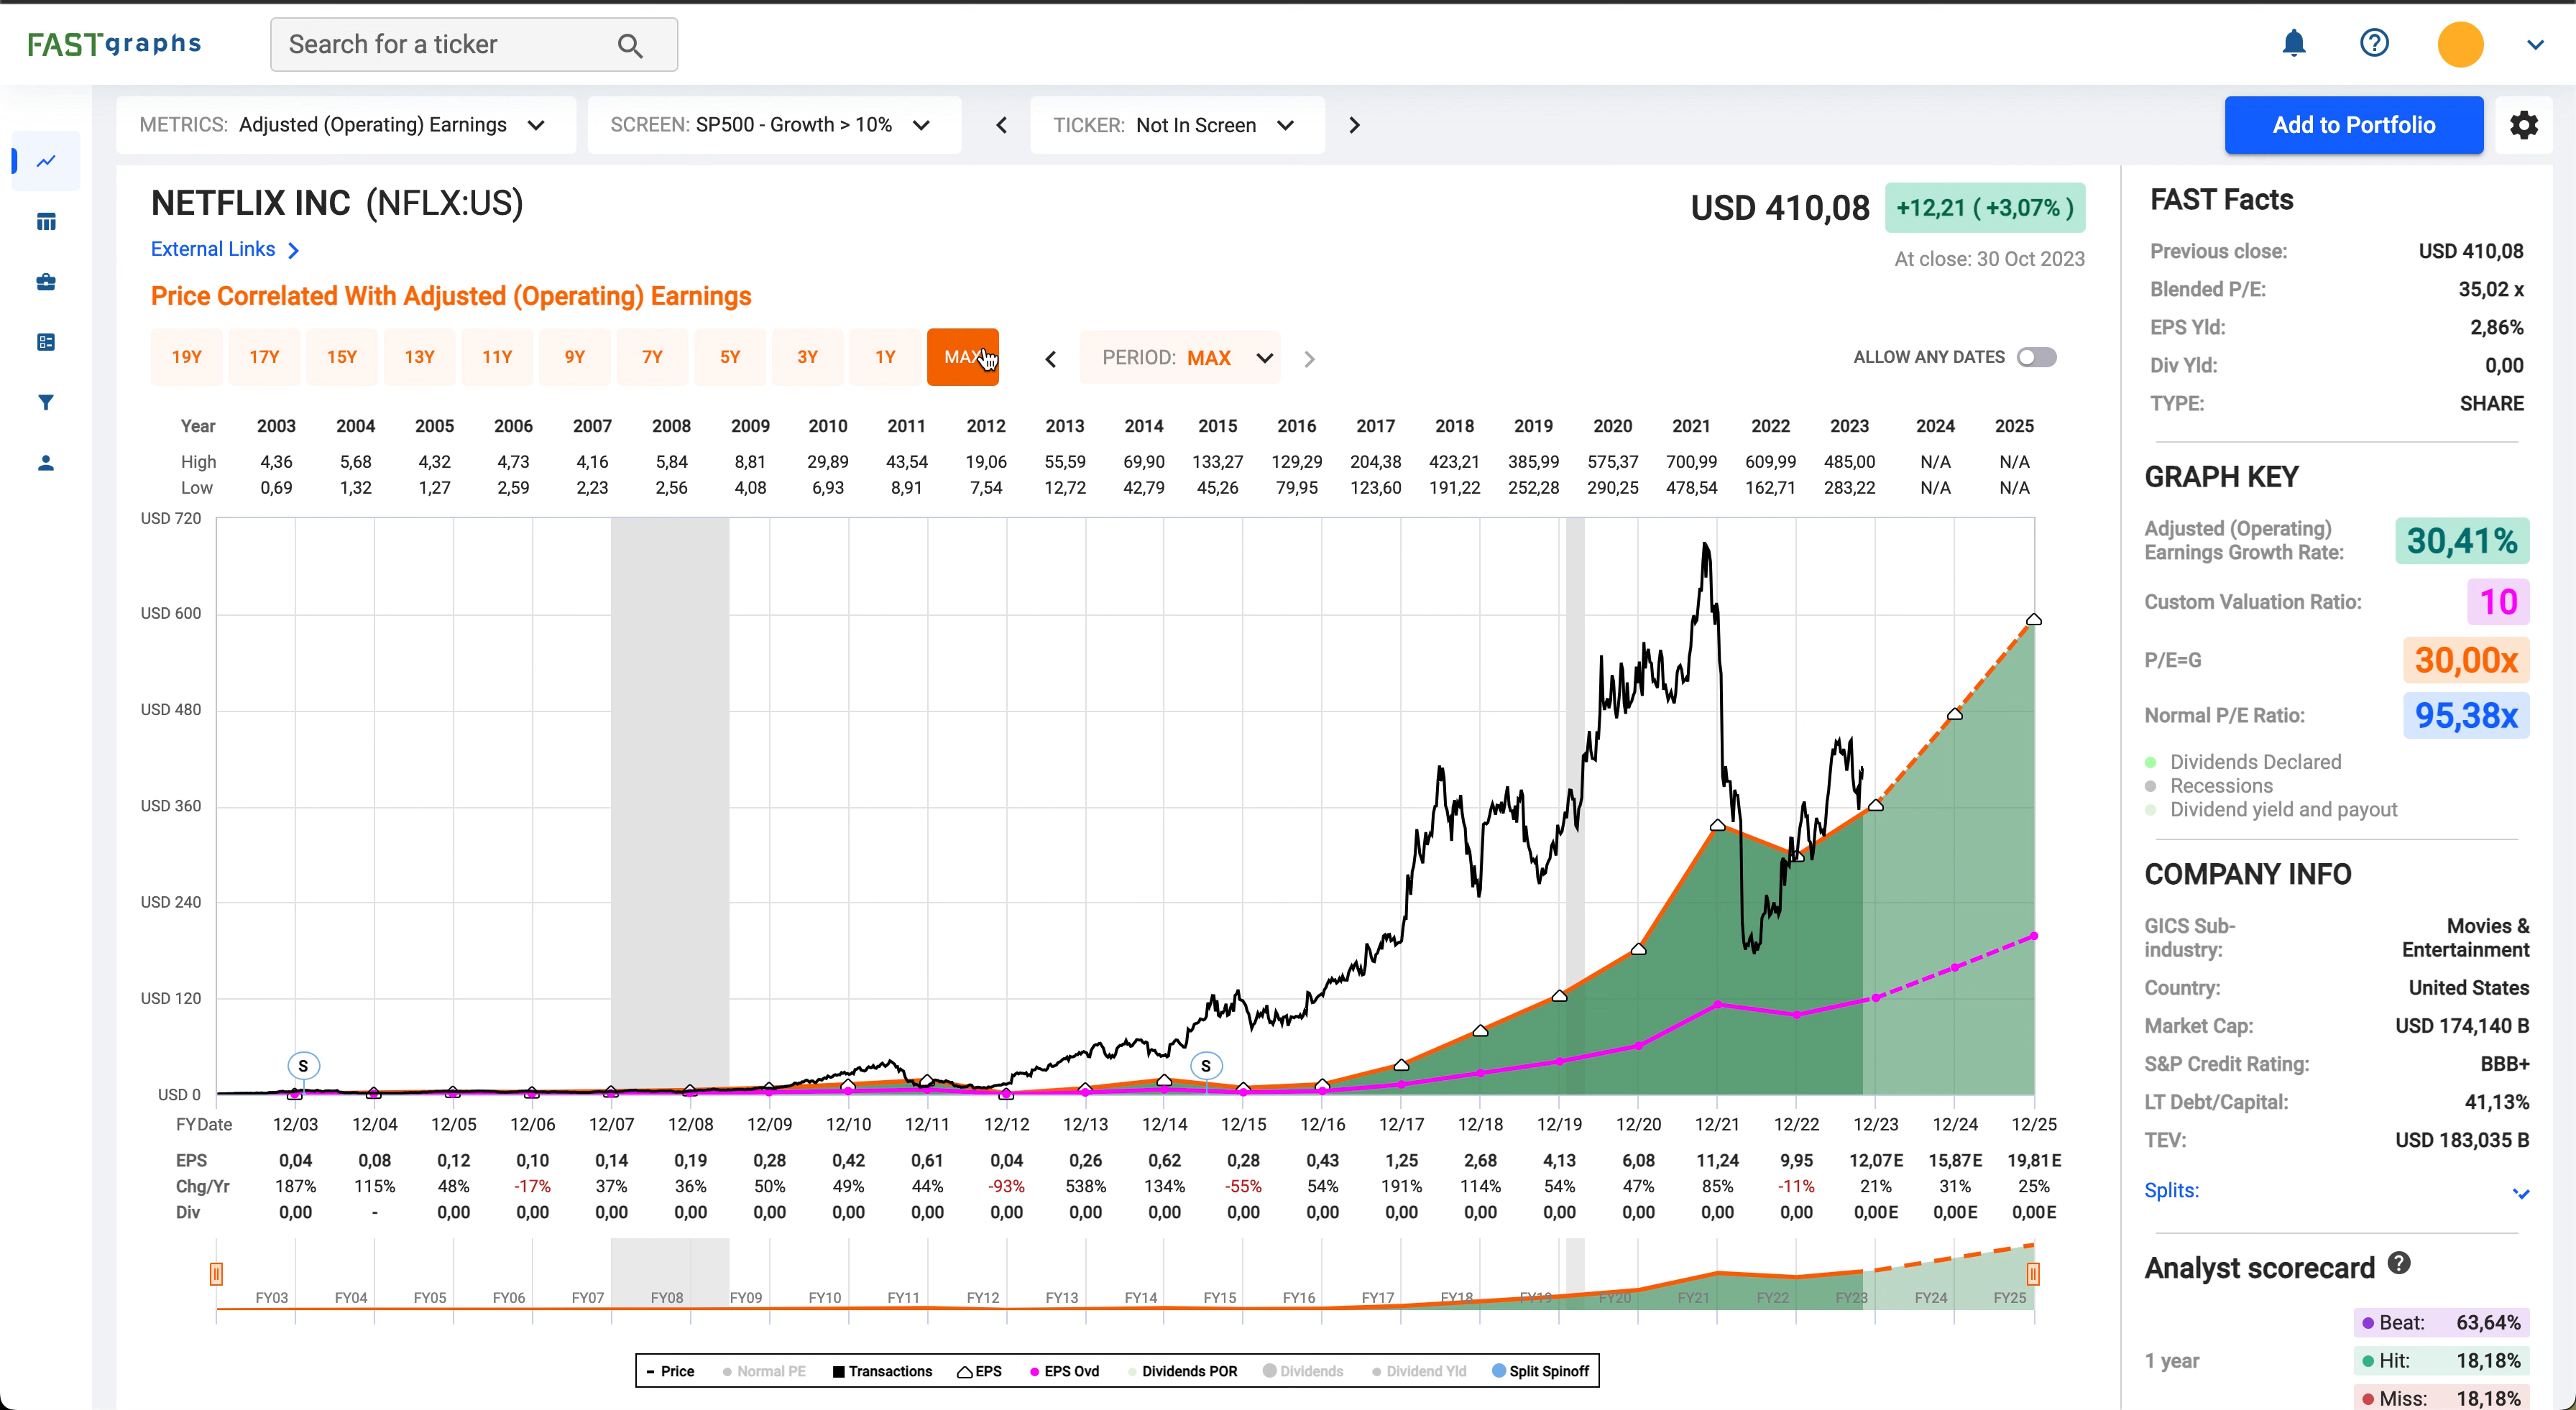 FASTgraphs
Search for a ticker
METRICS: Adjusted (Operating) Earnings
SCREEN: SP500 - Growth > 10%
TICKER: Not In Screen
Add to Portfolio
NETFLIX INC (NFLX:US)
USD 410,08 +12,21 ( +3,07% )
External Links
At close: 30 Oct 2023
Price Correlated With Adjusted (Operating) Earnings
19Y 17Y 15Y 13Y 11Y 9Y 7Y 5Y 3Y 1Y MAX
PERIOD: MAX
ALLOW ANY DATES
Year 2003 2004 2005 2006 2007 2008 2009 2010 2011 2012 2013 2014 2015 2016 2017 2018 2019 2020 2021 2022 2023 2024 2025
High 4,36 5,68 4,32 4,73 4,16 5,84 8,81 29,89 43,54 19,06 55,59 69,90 133,27 129,29 204,38 423,21 385,99 575,37 700,99 609,99 485,00 N/A N/A
Low 0,69 1,32 1,27 2,59 2,23 2,56 4,08 6,93 8,91 7,54 12,72 42,79 45,26 79,95 123,60 191,22 252,28 290,25 478,54 162,71 283,22 N/A N/A
USD 720
USD 600
USD 480
USD 360
USD 240
USD 120
S
S
USD 0
FYDate 12/03 12/04 12/05 12/06 12/07 12/08 12/09 12/10 12/11 12/12 12/13 12/14 12/15 12/16 12/17 12/18 12/19 12/20 12/21 12/22 12/23 12/24 12/25
EPS 0,04 0,08 0,12 0,10 0,14 0,19 0,28 0,42 0,61 0,04 0,26 0,62 0,28 0,43 1,25 2,68 4,13 6,08 11,24 9,95 12,07E 15,87E 19,81E
Chg/Yr 187% 115% 48% -17% 37% 36% 50% 49% 44% -93% 538% 134% -55% 54% 191% 114% 54% 47% 85% -11% 21% 31% 25%
Div 0,00 - 0,00 0,00 0,00 0,00 0,00 0,00 0,00 0,00 0,00 0,00 0,00 0,00 0,00 0,00 0,00 0,00 0,00 0,00 0,00E 0,00E 0,00E
FY03 FY04 FY05 FY06 FY07 FY08 FY09 FY10 FY11 FY12 FY13 FY14 FY15 FY16 FY17 FY18 FY19 FY20 FY21 FY22 FY23 FY24 FY25
Price Normal PE Transactions EPS EPS Ovd Dividends POR Dividends Dividend Yld Split Spinoff
FAST Facts
Previous close: USD 410,08
Blended P/E: 35,02 x
EPS Yld: 2,86%
Div Yld: 0,00
TYPE: SHARE
GRAPH KEY
Adjusted (Operating)
Earnings Growth Rate: 30,41%
Custom Valuation Ratio: 10
P/E=G 30,00x
Normal P/E Ratio: 95,38x
Dividends Declared
Recessions
Dividend yield and payout
COMPANY INFO
GICS Sub-
industry:
Movies &
Entertainment
Country: United States
Market Cap: USD 174,140 B
S&P Credit Rating: BBB+
LT Debt/Capital: 41,13%
TEV: USD 183,035 B
Splits:
Analyst scorecard
1 year
Beat: 63,64%
Hit: 18,18%
Miss: 18,18%